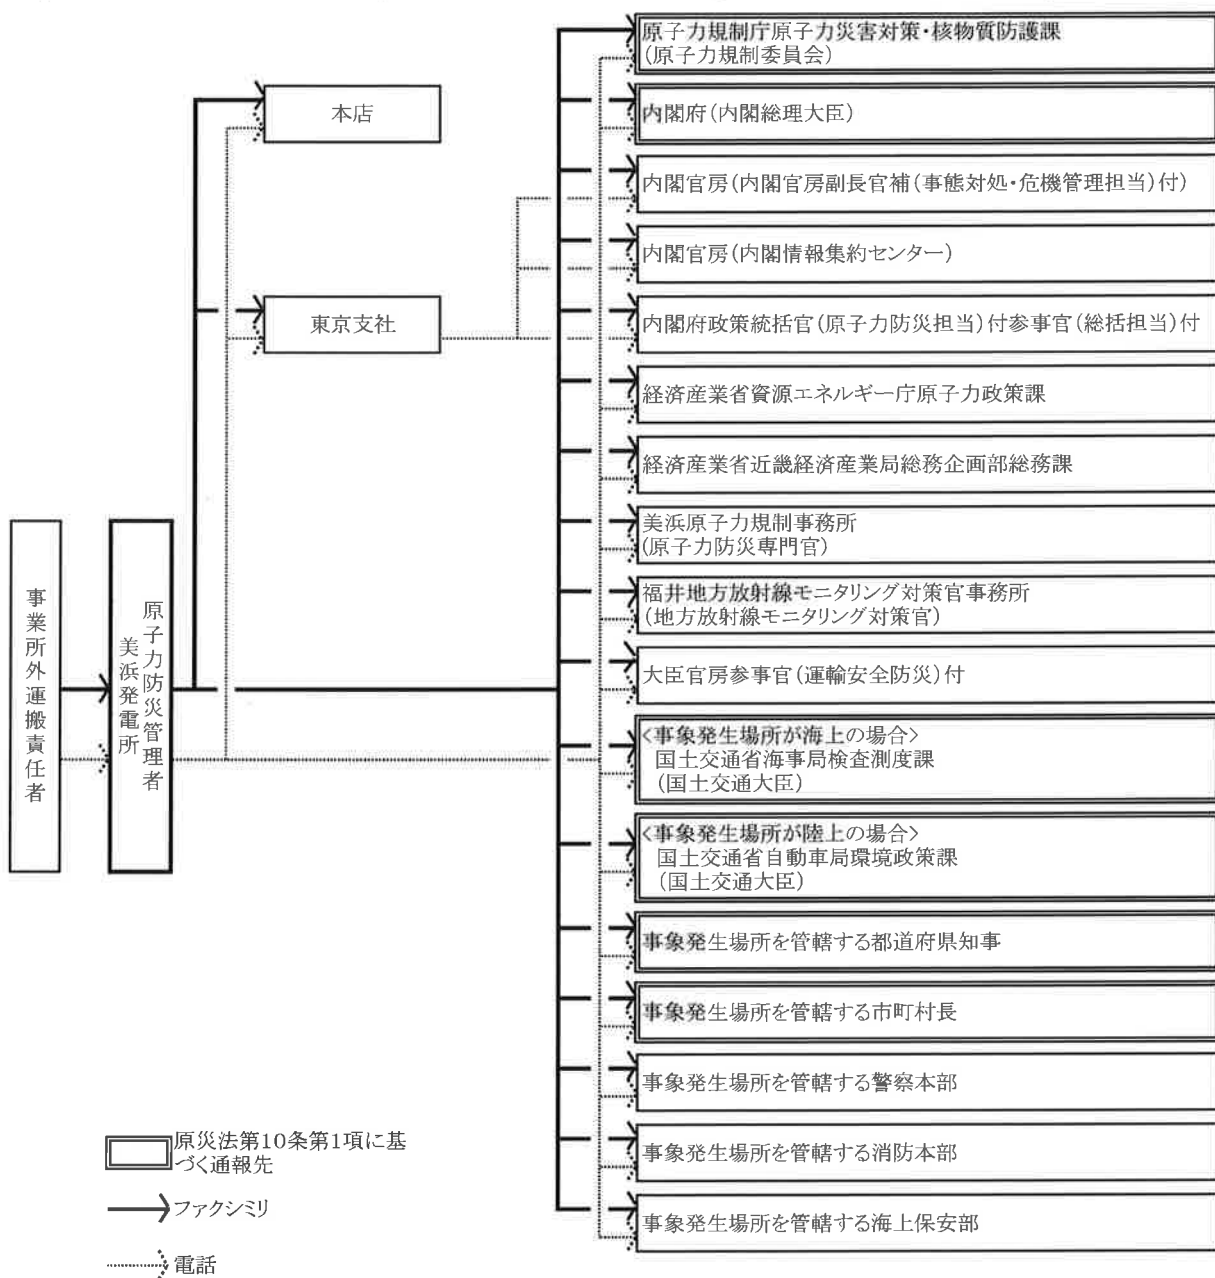 原子力規制庁原子力災害対策・核物質防護課
(原子力規制委員会)
本店
内閣府(内閣総理大臣)
内閣官房(内閣官房副長官補(事態対処・危機管理担当)付)
内閣官房(内閣情報集約センター)
東京支社
内閣府政策統括官(原子力防災担当)付参事官(総括担当)付
経済産業省資源エネルギー庁原子力政策課
経済産業省近畿経済産業局総務企画部総務課
美浜原子力規制事務所
(原子力防災専門官)
事業所外運搬責任者
原子力防災管理者
美浜発電所
福井地方放射線モニタリング対策官事務所
(地方放射線モニタリング対策官)
大臣官房参事官(運輸安全防災)付
<事象発生場所が海上の場合>
国土交通省海事局検査測度課
(国土交通大臣)
<事象発生場所が陸上の場合>
国土交通省自動車局環境政策課
(国土交通大臣)
事象発生場所を管轄する都道府県知事
事象発生場所を管轄する市町村長
事象発生場所を管轄する警察本部
事象発生場所を管轄する消防本部
事象発生場所を管轄する海上保安部
原災法第10条第1項に基
づく通報先
ファクシミリ
電話